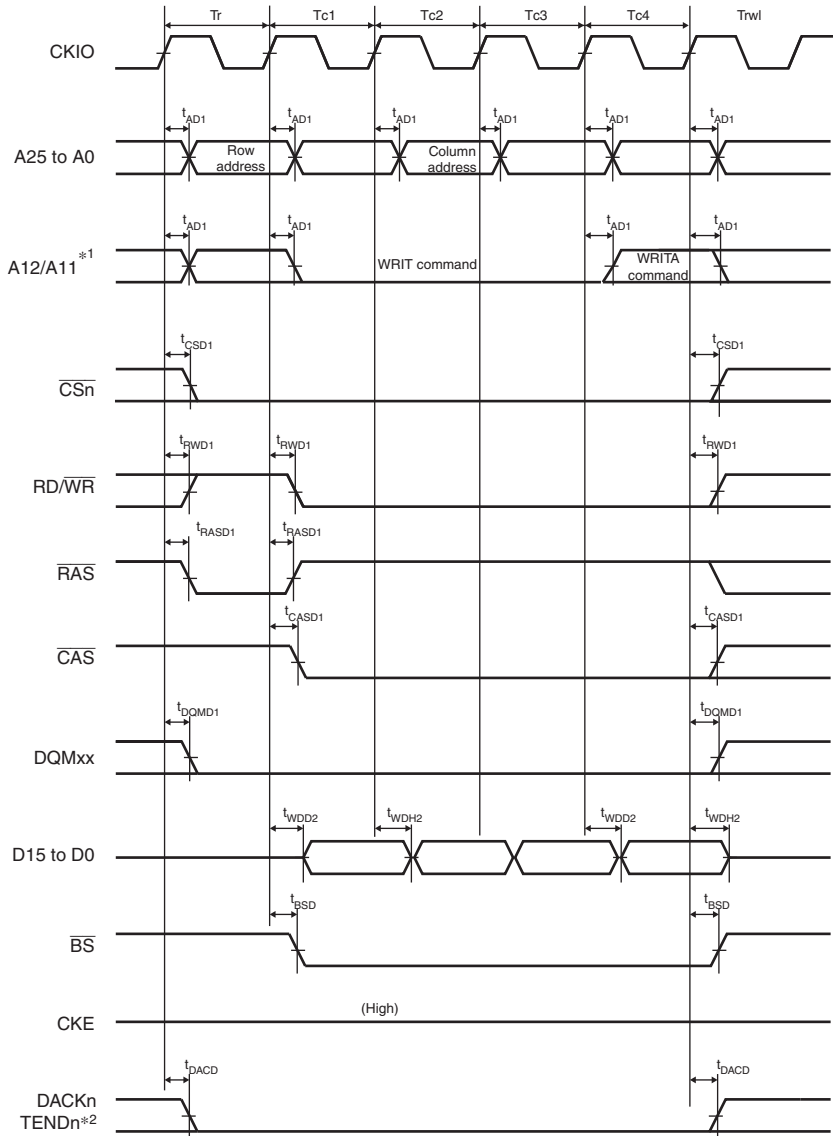 Tr Tc1 Tc2 Tc3 Tc4 Trwl
CKIO
tAD1 tAD1 tAD1 tAD1 tAD1 tAD1
A25 to A0
Row
address
Column
address
tAD1 tAD1 tAD1 tAD1
A12/A11*1
WRIT command
WRITA
command
tCSD1 tCSD1
CSn
tRWD1 tRWD1 tRWD1
RD/WR
tRASD1 tRASD1
RAS
tCASD1 tCASD1
CAS
tDQMD1 tDQMD1
DQMxx
tWDD2 tWDH2 tWDD2 tWDH2
D15 to D0
tBSD tBSD
BS
(High)
CKE
tDACD tDACD
DACKn
TENDn*2